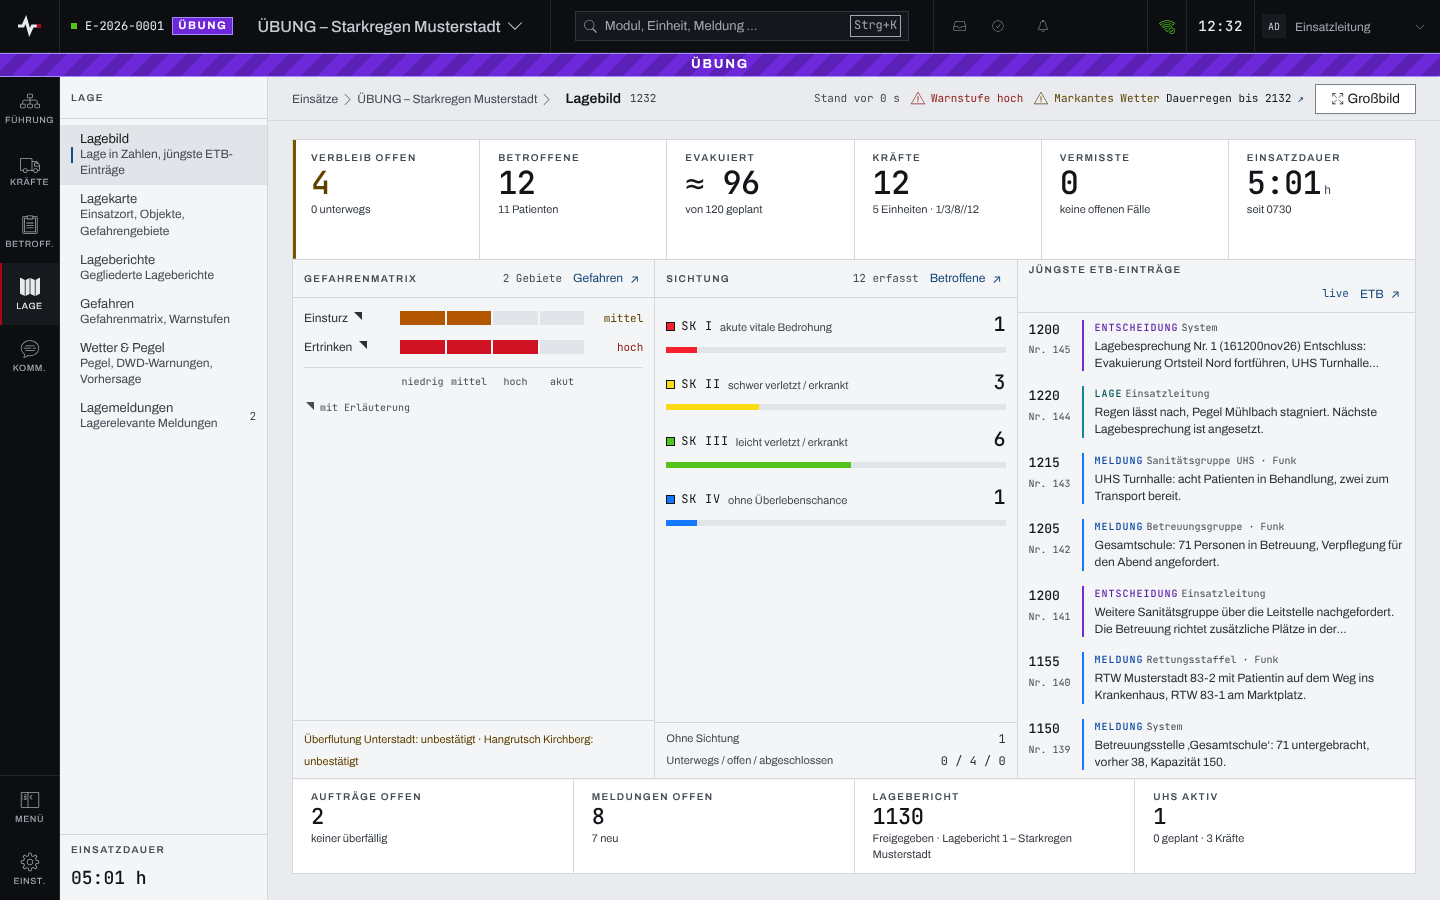 E-2026-0001 ÜBUNG ÜBUNG – Starkregen Musterstadt
Modul, Einheit, Meldung ... Strg+K
12:32 AD Einsatzleitung
ÜBUNG
FÜHRUNG
KRÄFTE
BETROFF.
LAGE
KOMM.
MENÜ
EINST.
LAGE
Lagebild
Lage in Zahlen, jüngste ETB-
Einträge
Lagekarte
Einsatzort, Objekte,
Gefahrengebiete
Lageberichte
Gegliederte Lageberichte
Gefahren
Gefahrenmatrix, Warnstufen
Wetter & Pegel
Pegel, DWD-Warnungen,
Vorhersage
Lagemeldungen
Lagerelevante Meldungen 2
EINSATZDAUER
05:01 h
Einsätze ÜBUNG – Starkregen Musterstadt Lagebild 1232
Stand vor 0 s Warnstufe hoch Markantes Wetter Dauerregen bis 2132 ↗ Großbild
VERBLEIB OFFEN
4
0 unterwegs
BETROFFENE
12
11 Patienten
EVAKUIERT
≈ 96
von 120 geplant
KRÄFTE
12
5 Einheiten · 1/3/8//12
VERMISSTE
0
keine offenen Fälle
EINSATZDAUER
5:01 h
seit 0730
GEFAHRENMATRIX 2 Gebiete Gefahren ↗
Einsturz mittel
Ertrinken hoch
niedrig mittel hoch akut
mit Erläuterung
Überflutung Unterstadt: unbestätigt · Hangrutsch Kirchberg:
unbestätigt
SICHTUNG 12 erfasst Betroffene ↗
SK I akute vitale Bedrohung 1
SK II schwer verletzt / erkrankt 3
SK III leicht verletzt / erkrankt 6
SK IV ohne Überlebenschance 1
Ohne Sichtung 1
Unterwegs / offen / abgeschlossen 0 / 4 / 0
JÜNGSTE ETB-EINTRÄGE
live ETB ↗
1200 ENTSCHEIDUNG System
Nr. 145 Lagebesprechung Nr. 1 (161200nov26) Entschluss:
Evakuierung Ortsteil Nord fortführen, UHS Turnhalle…
1220 LAGE Einsatzleitung
Nr. 144 Regen lässt nach, Pegel Mühlbach stagniert. Nächste
Lagebesprechung ist angesetzt.
1215 MELDUNG Sanitätsgruppe UHS · Funk
Nr. 143 UHS Turnhalle: acht Patienten in Behandlung, zwei zum
Transport bereit.
1205 MELDUNG Betreuungsgruppe · Funk
Nr. 142 Gesamtschule: 71 Personen in Betreuung, Verpflegung für
den Abend angefordert.
1200 ENTSCHEIDUNG Einsatzleitung
Nr. 141 Weitere Sanitätsgruppe über die Leitstelle nachgefordert.
Die Betreuung richtet zusätzliche Plätze in der…
1155 MELDUNG Rettungsstaffel · Funk
Nr. 140 RTW Musterstadt 83-2 mit Patientin auf dem Weg ins
Krankenhaus, RTW 83-1 am Marktplatz.
1150 MELDUNG System
Nr. 139 Betreuungsstelle ‚Gesamtschule‘: 71 untergebracht,
vorher 38, Kapazität 150.
AUFTRÄGE OFFEN
2
keiner überfällig
MELDUNGEN OFFEN
8
7 neu
LAGEBERICHT
1130
Freigegeben · Lagebericht 1 – Starkregen
Musterstadt
UHS AKTIV
1
0 geplant · 3 Kräfte